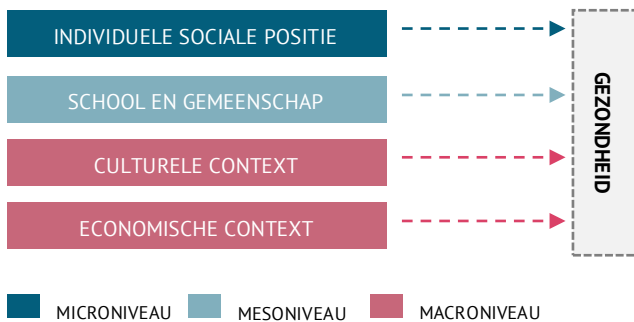 INDIVIDUELE SOCIALE POSITIE
SCHOOL EN GEMEENSCHAP
CULTURELE CONTEXT
ECONOMISCHE CONTEXT
GEZONDHEID
MICRONIVEAU
MESONIVEAU
MACRONIVEAU